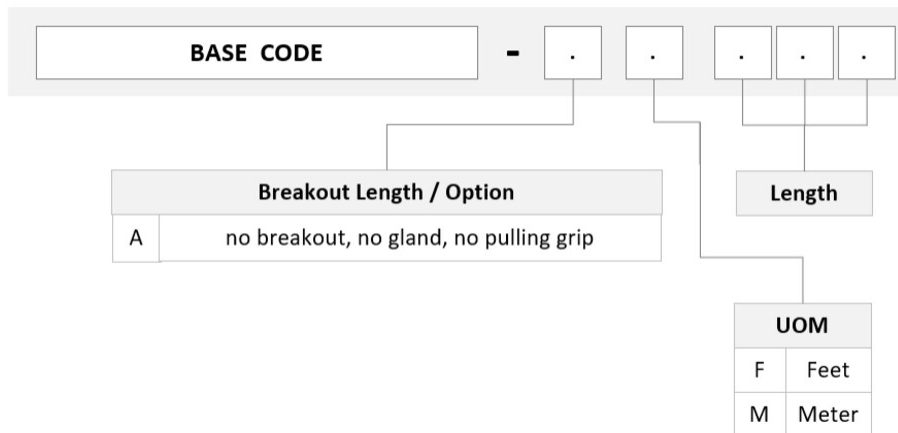 BASE CODE - . . . . .
Breakout Length / Option
A no breakout, no gland, no pulling grip
Length
UOM
F Feet
M Meter